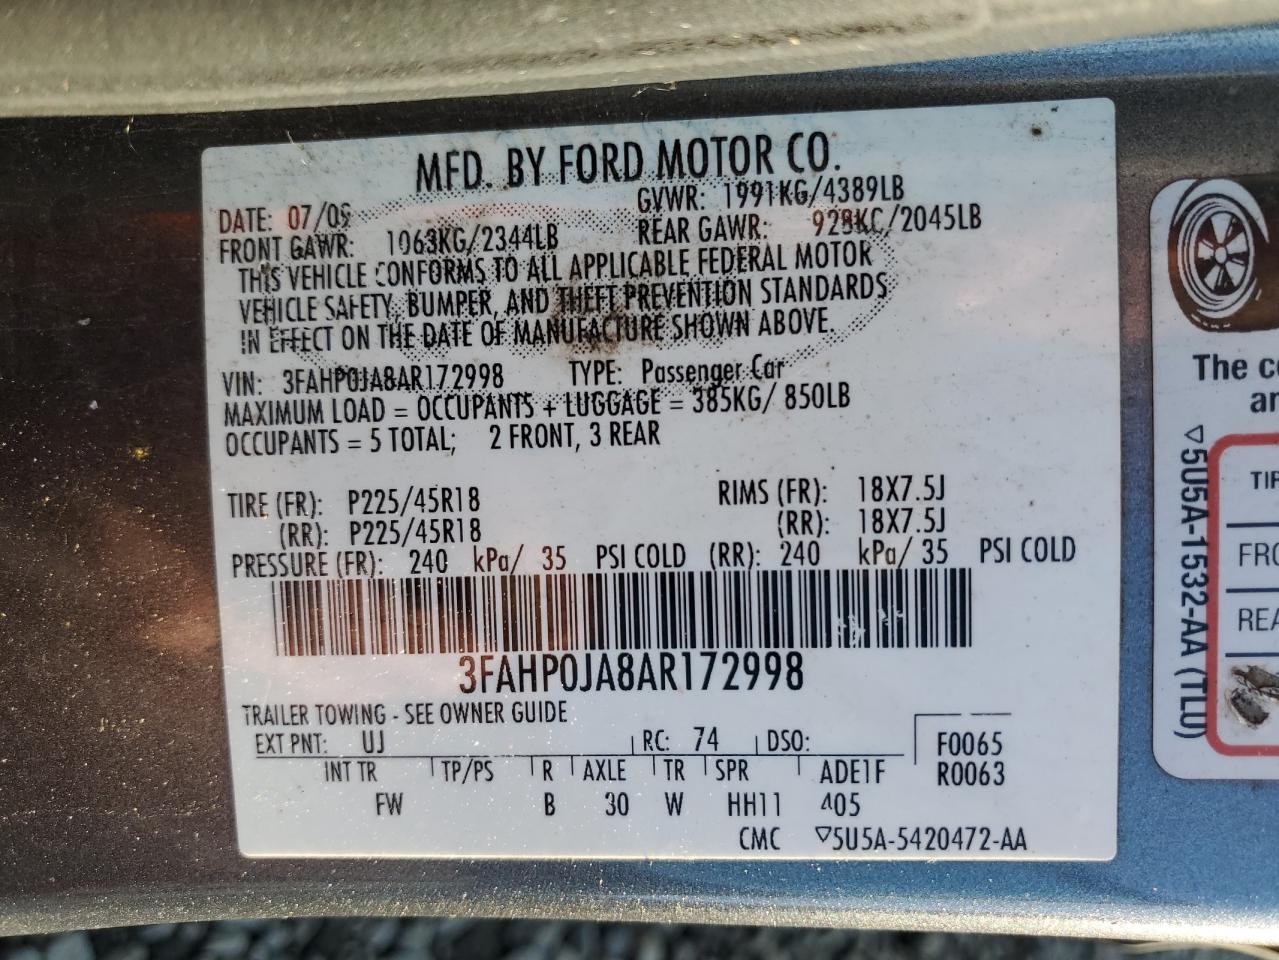 MFD. BY FORD MOTOR CO.
DATE: 07/09 GVWR: 1991KG/4389LB
FRONT GAWR: 1063KG/2344LB REAR GAWR: 928KG/2045LB
THIS VEHICLE CONFORMS TO ALL APPLICABLE FEDERAL MOTOR
VEHICLE SAFETY, BUMPER, AND THEFT PREVENTION STANDARDS
IN EFFECT ON THE DATE OF MANUFACTURE SHOWN ABOVE.
VIN: 3FAHP0JA8AR172998 TYPE: Passenger Car
MAXIMUM LOAD = OCCUPANTS + LUGGAGE = 385KG/ 850LB
OCCUPANTS = 5 TOTAL; 2 FRONT, 3 REAR
TIRE (FR): P225/45R18 RIMS (FR): 18X7.5J
(RR): P225/45R18 (RR): 18X7.5J
PRESSURE (FR): 240 kPa/ 35 PSI COLD (RR): 240 kPa/ 35 PSI COLD
3FAHP0JA8AR172998
TRAILER TOWING - SEE OWNER GUIDE
EXT PNT: UJ RC: 74 DSO: F0065
INT TR TP/PS R AXLE TR SPR ADE1F R0063
FW B 30 W HH11 405
CMC ▽5U5A-5420472-AA
The co
an
TIR
FRO
REA
▽5U5A-1532-AA (TLU)